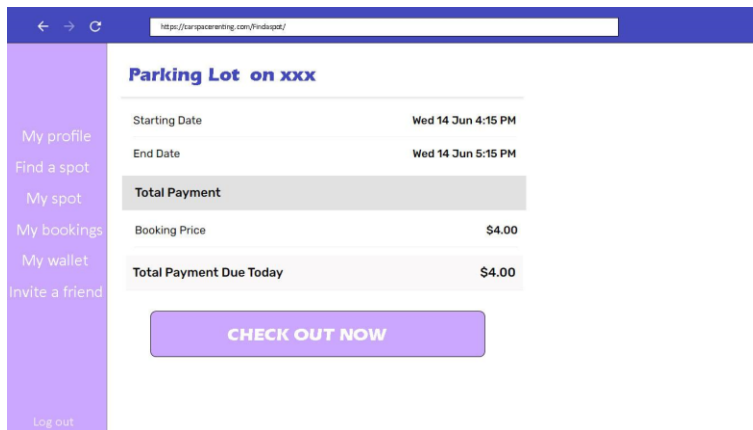 https://carspacerenting.com/Findaspot/
Parking Lot on xxx
Starting Date Wed 14 Jun 4:15 PM
End Date Wed 14 Jun 5:15 PM
Total Payment
Booking Price $4.00
Total Payment Due Today $4.00
CHECK OUT NOW
My profile
Find a spot
My spot
My bookings
My wallet
Invite a friend
Log out